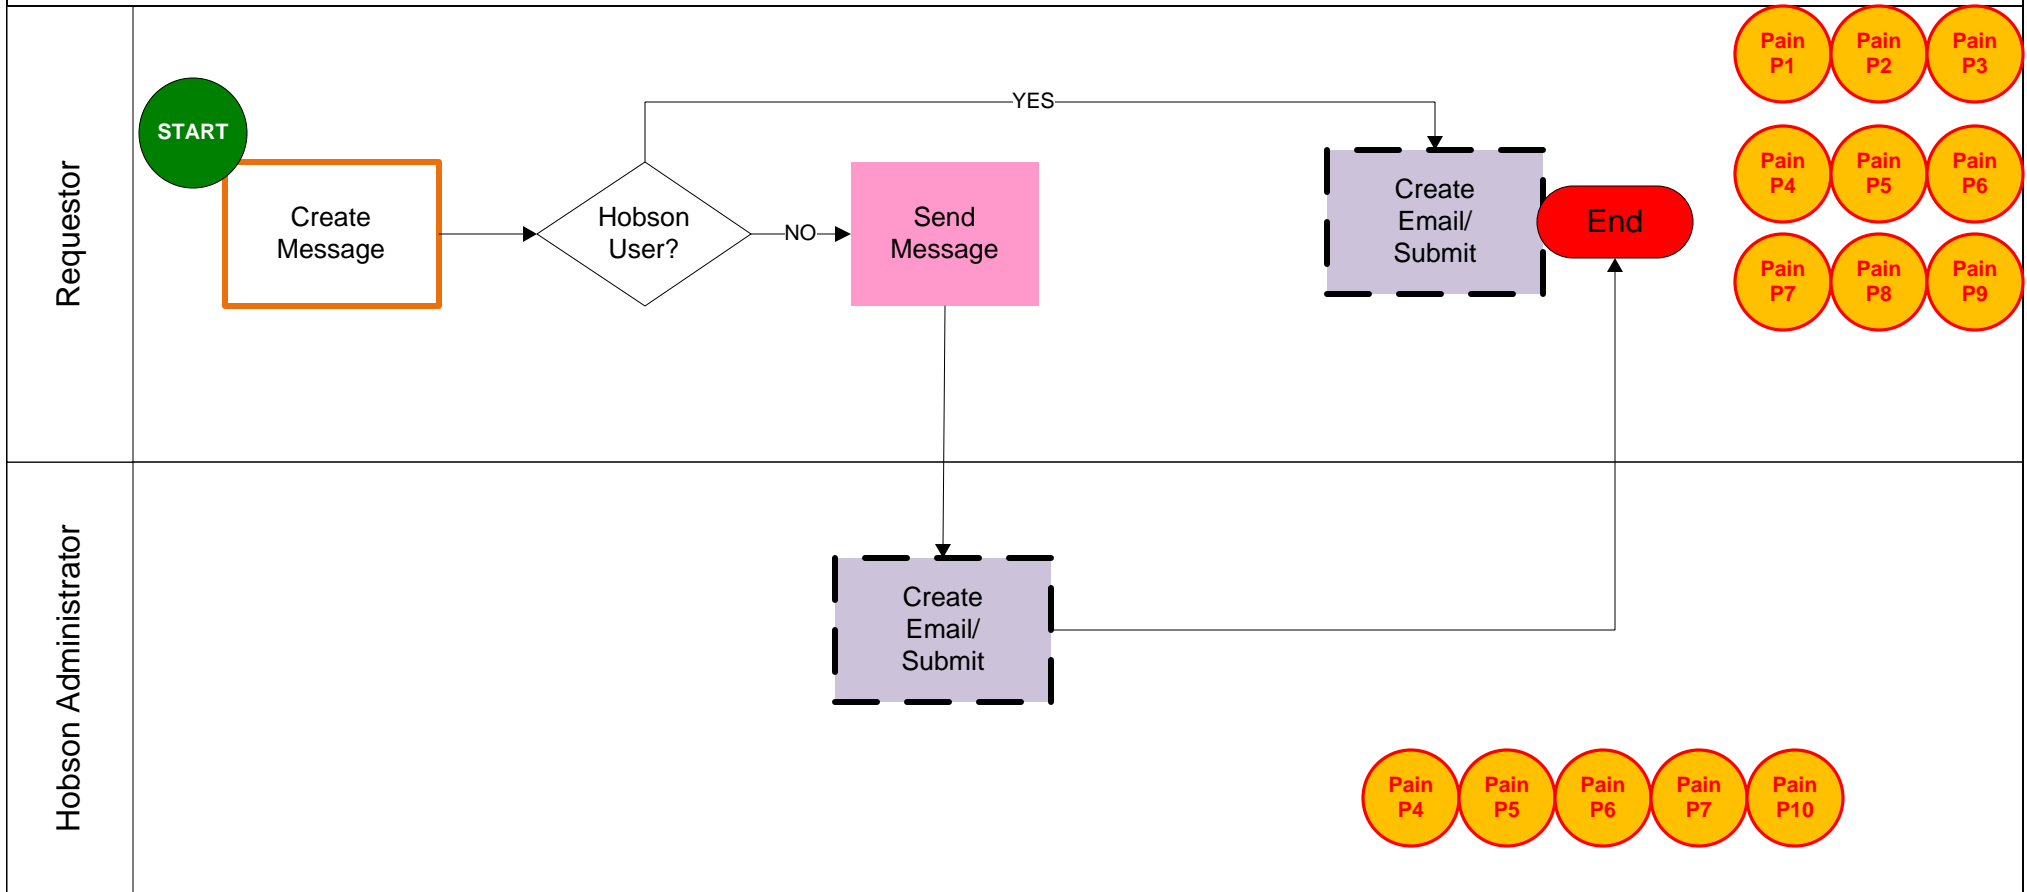 Requestor
START
Create
Message
Hobson
User?
NO
YES
Send
Message
Create
Email/
Submit
End
Pain
P1
Pain
P2
Pain
P3
Pain
P4
Pain
P5
Pain
P6
Pain
P7
Pain
P8
Pain
P9
Hobson Administrator
Create
Email/
Submit
Pain
P4
Pain
P5
Pain
P6
Pain
P7
Pain
P10